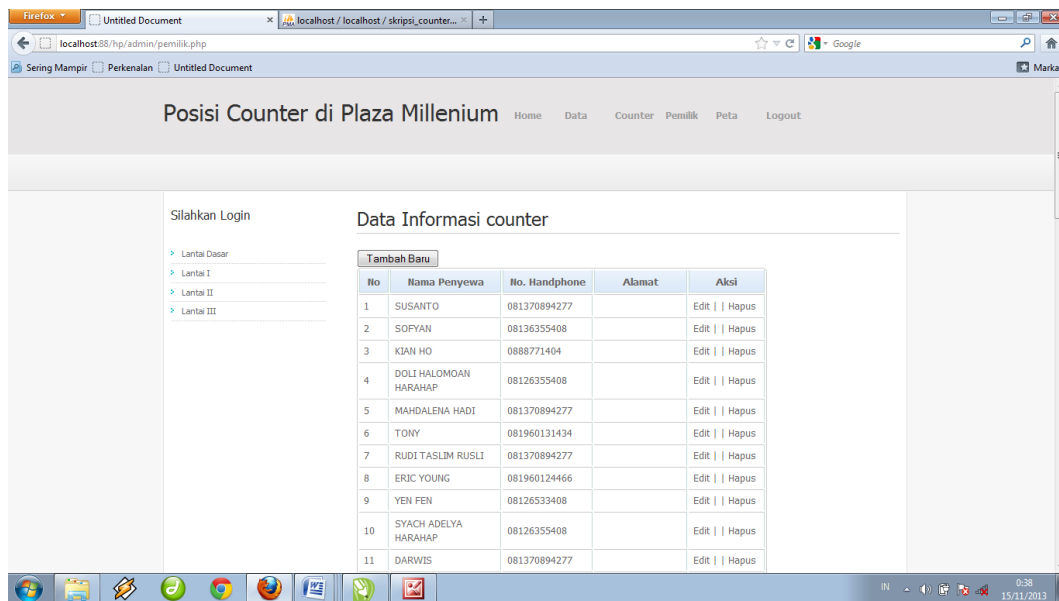 Firefox
Untitled Document
localhost / localhost / skripsi_counter...
localhost:88/hp/admin/pemilik.php
Google
Sering Mampir Perkenalan Untitled Document
Marka
Posisi Counter di Plaza Millenium Home Data Counter Pemilik Peta Logout
Silahkan Login
Lantai Dasar
Lantai I
Lantai II
Lantai III
Data Informasi counter
Tambah Baru
No Nama Penyewa No. Handphone Alamat Aksi
1 SUSANTO 081370894277 Edit | | Hapus
2 SOFYAN 08136355408 Edit | | Hapus
3 KIAN HO 0888771404 Edit | | Hapus
4 DOLI HALOMOAN
HARAHAP 08126355408 Edit | | Hapus
5 MAHDALENA HADI 081370894277 Edit | | Hapus
6 TONY 081960131434 Edit | | Hapus
7 RUDI TASLIM RUSLI 081370894277 Edit | | Hapus
8 ERIC YOUNG 081960124466 Edit | | Hapus
9 YEN FEN 08126533408 Edit | | Hapus
10 SYACH ADELYA
HARAHAP 08126355408 Edit | | Hapus
11 DARWIS 081370894277 Edit | | Hapus
IN 0:38
15/11/2013